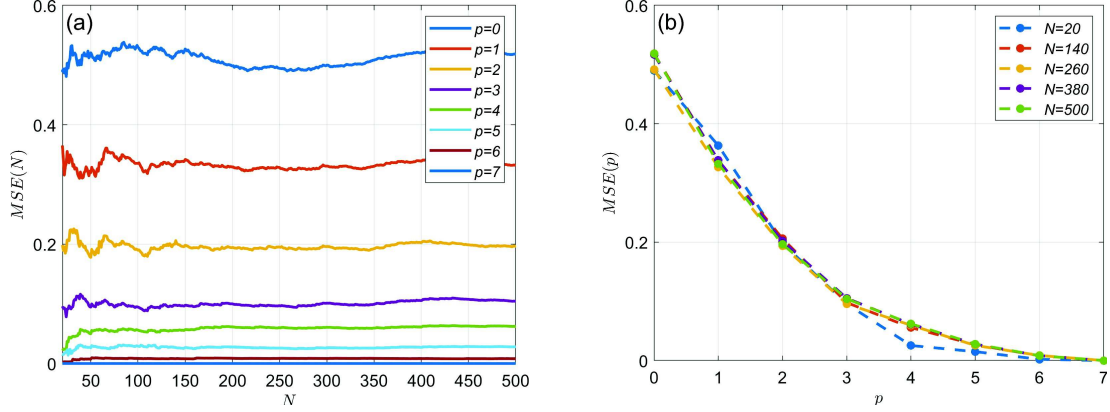 (a)
0.6
0.4
0.2
0
MSE(N)
50 100 150 200 250 300 350 400 450 500
N
p=0
p=1
p=2
p=3
p=4
p=5
p=6
p=7
(b)
0.6
0.4
0.2
0
MSE(p)
0 1 2 3 4 5 6 7
p
N=20
N=140
N=260
N=380
N=500